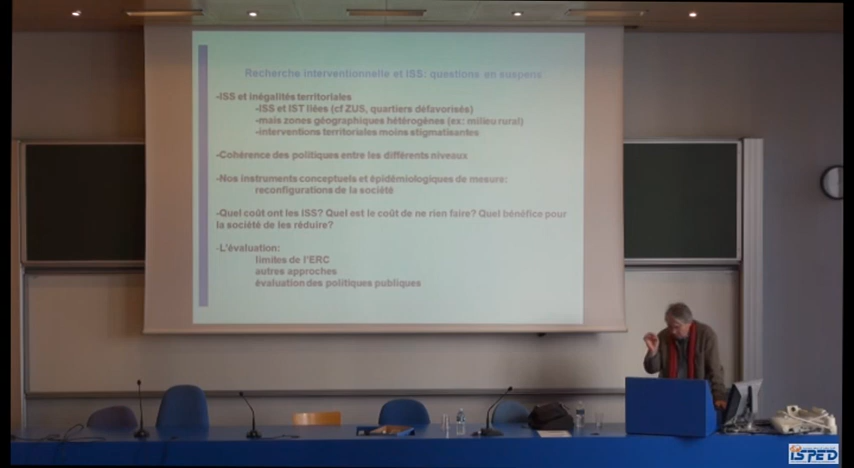 Recherche interventionnelle et ISS: questions en suspens
-ISS et inégalités territoriales
-ISS et IST liées (cf ZUS, quartiers défavorisés)
-mais zones géographiques hétérogènes (ex: milieu rural)
-interventions territoriales moins stigmatisantes
-Cohérence des politiques entre les différents niveaux
-Nos instruments conceptuels et épidémiologiques de mesure:
reconfigurations de la société
-Quel coût ont les ISS? Quel est le coût de ne rien faire? Quel bénéfice pour
la société de les réduire?
-L'évaluation:
limites de l'ERC
autres approches
évaluation des politiques publiques
ISPED